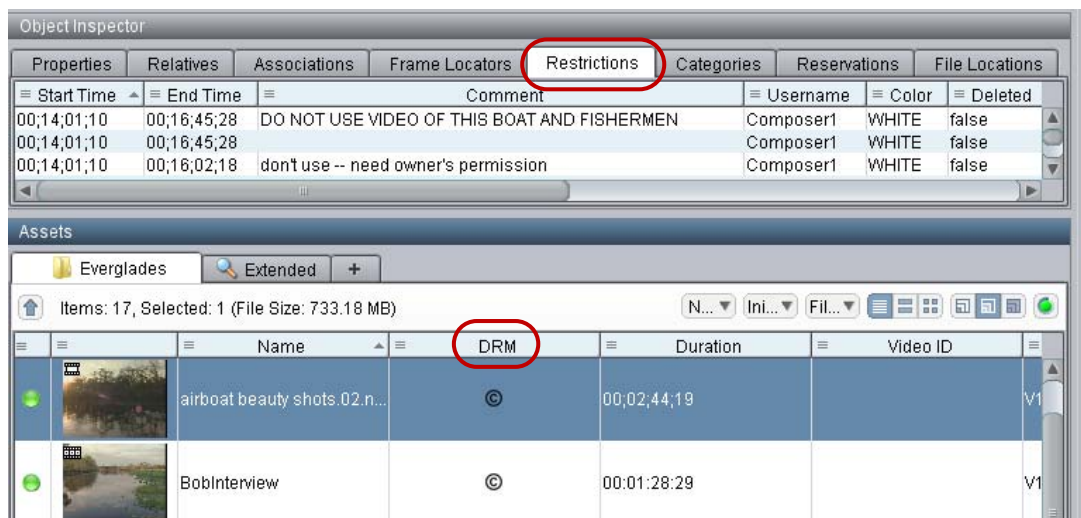 Object Inspector
Properties Relatives Associations Frame Locators Restrictions Categories Reservations File Locations
Start Time End Time Comment Username Color Deleted
00;14;01;10 00;16;45;28 DO NOT USE VIDEO OF THIS BOAT AND FISHERMEN Composer1 WHITE false
00;14;01;10 00;16;45;28 Composer1 WHITE false
00;14;01;10 00;16;02;18 don't use -- need owner's permission Composer1 WHITE false
Assets
Everglades Extended +
Items: 17, Selected: 1 (File Size: 733.18 MB) N... Ini... Fil...
Name DRM Duration Video ID
airboat beauty shots.02.n... © 00;02;44;19 V1
BobInterview © 00:01:28:29 V1